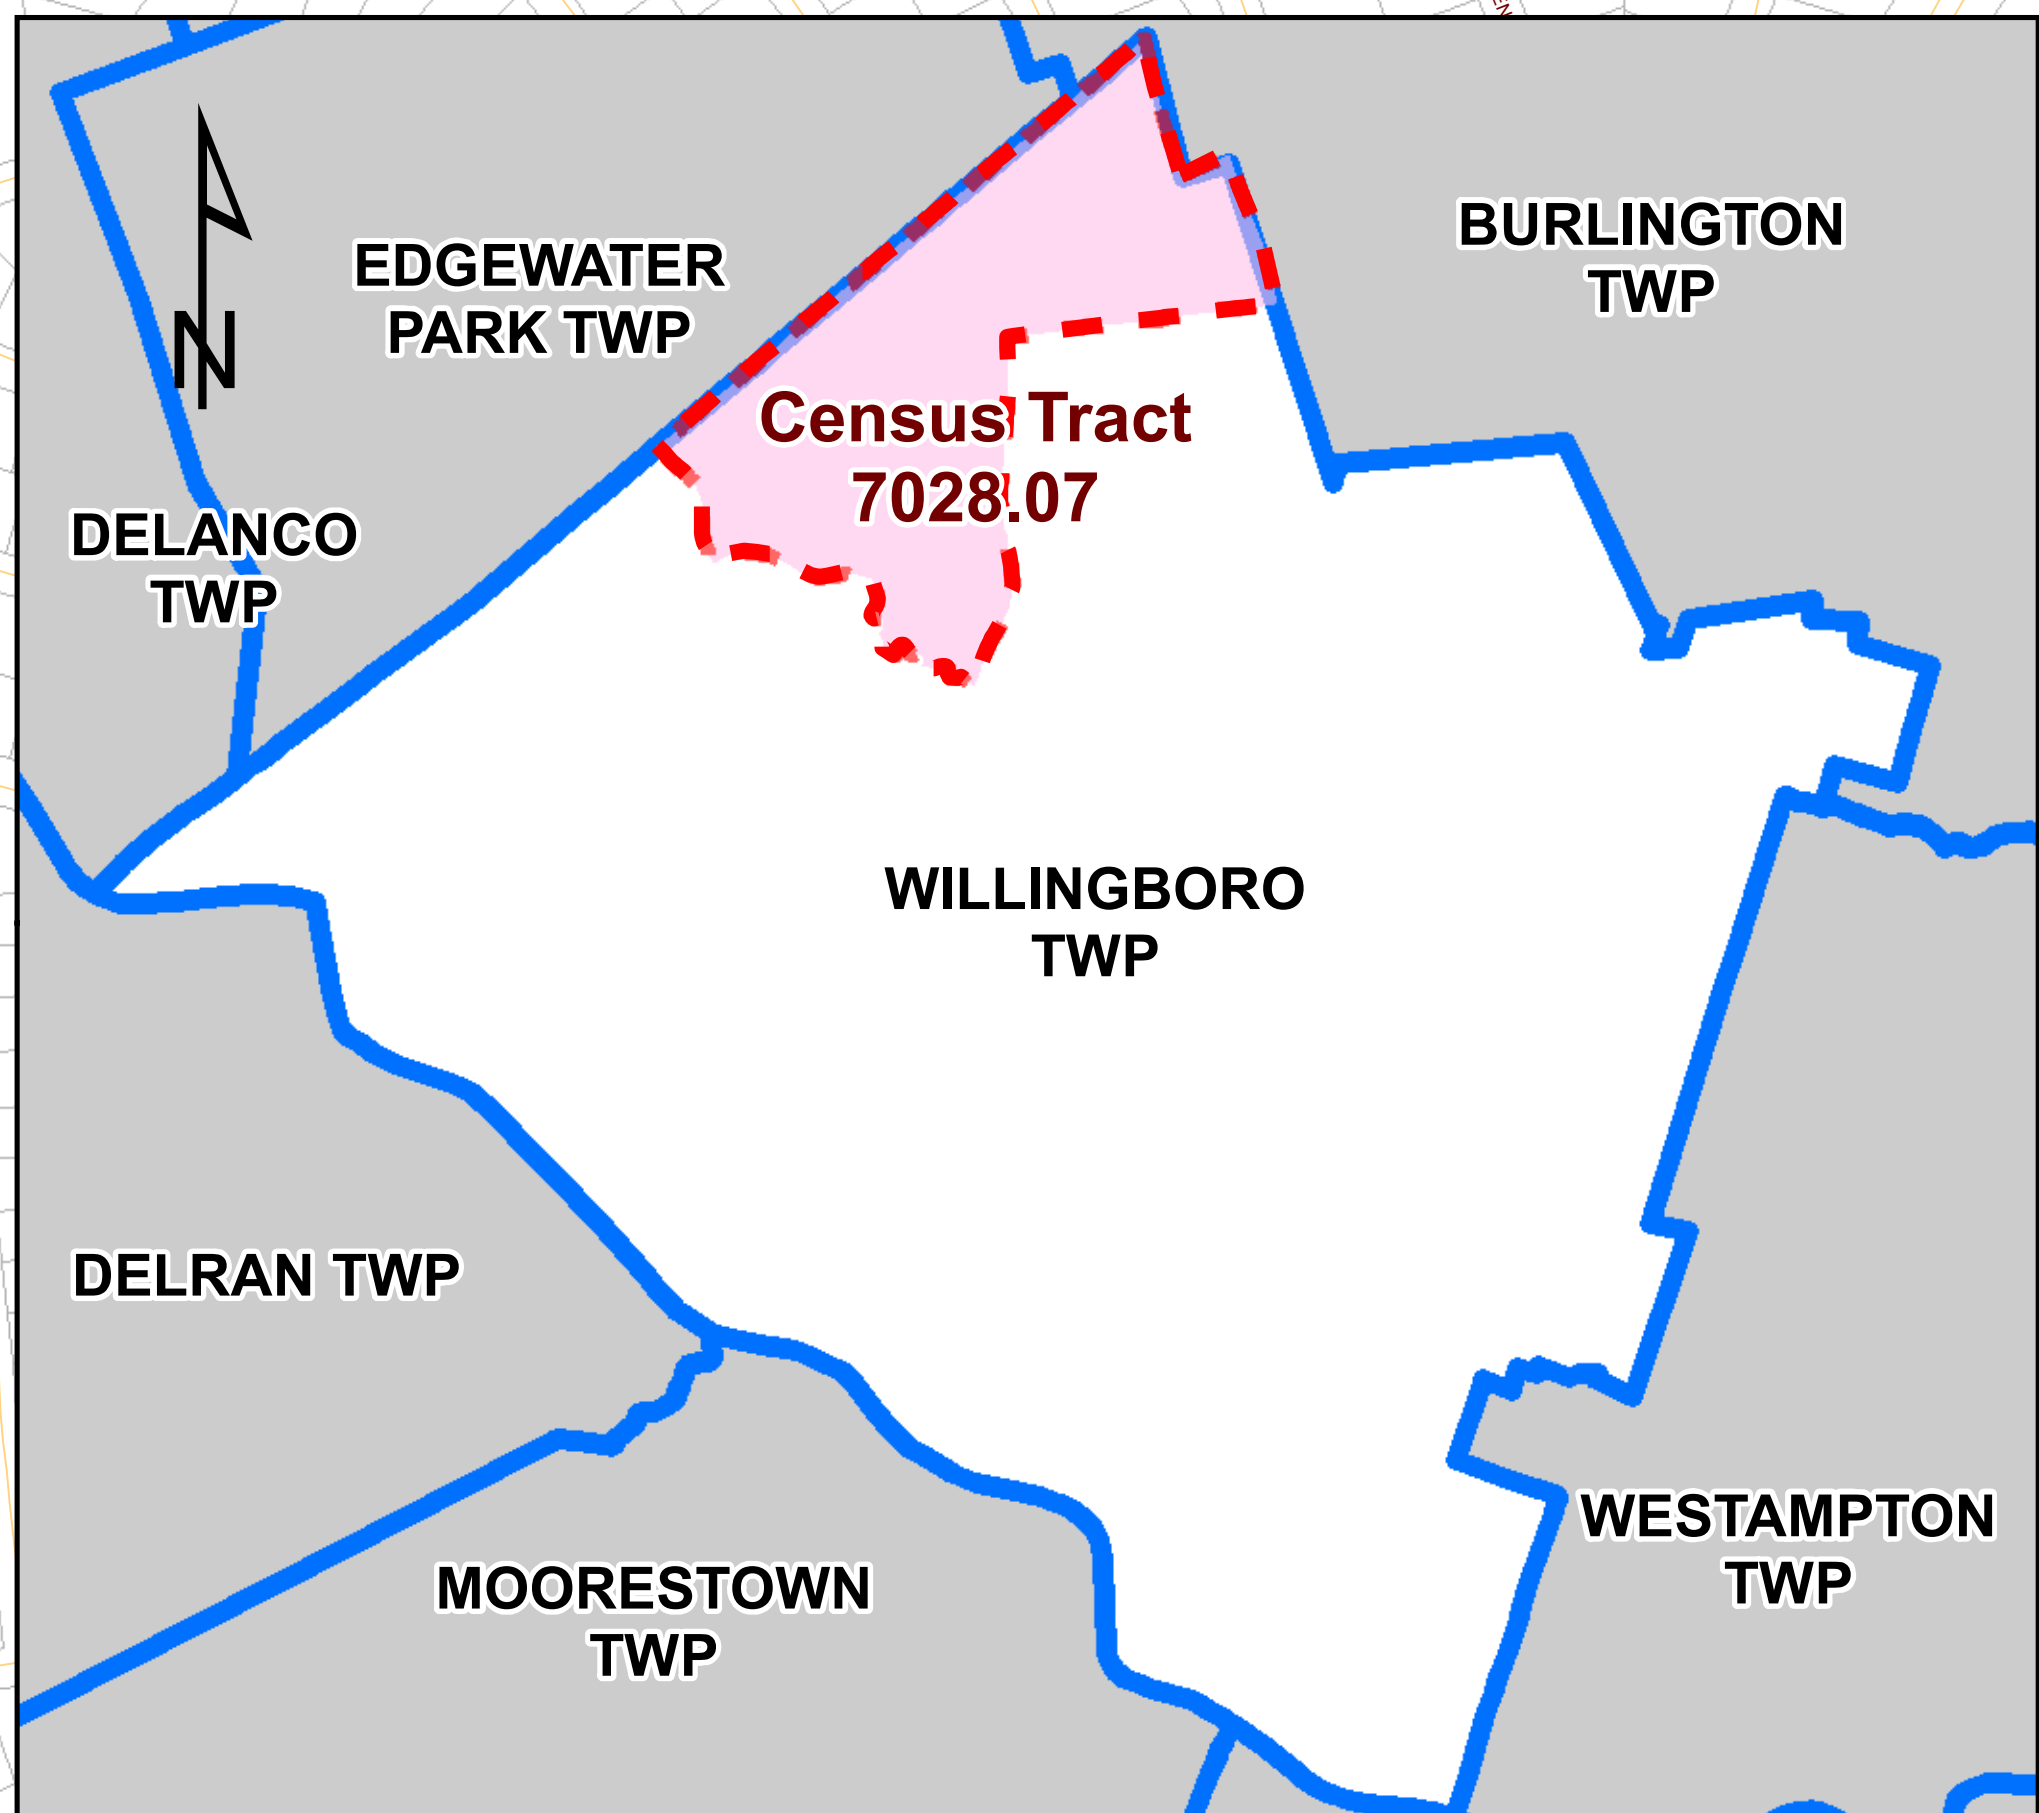 BURLINGTON
TWP
EDGEWATER
PARK TWP
N
Census Tract
7028.07
DELANCO
TWP
WILLINGBORO
TWP
DELRAN TWP
WESTAMPTON
TWP
MOORESTOWN
TWP